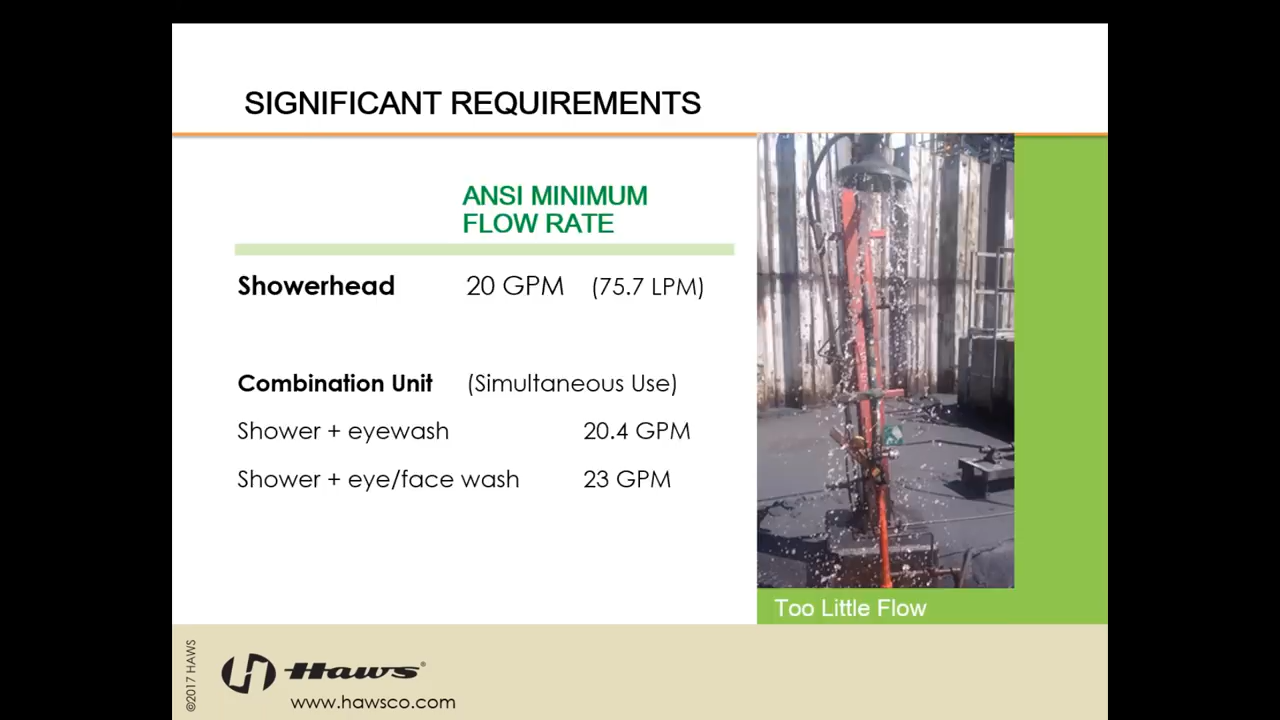 SIGNIFICANT REQUIREMENTS
ANSI MINIMUM
FLOW RATE
Showerhead 20 GPM (75.7 LPM)
Combination Unit (Simultaneous Use)
Shower + eyewash 20.4 GPM
Shower + eye/face wash 23 GPM
Too Little Flow
©2017 HAWS
Haws®
www.hawsco.com